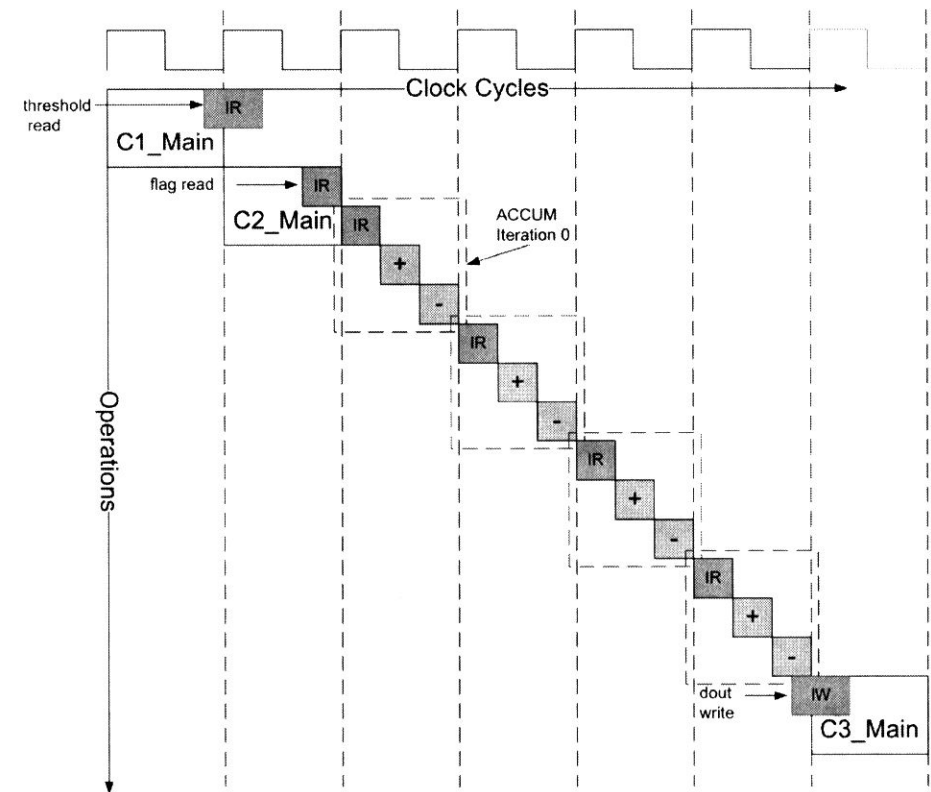 Clock Cycles
threshold
read
IR
C1_Main
flag read
IR
C2_Main
IR
ACCUM
Iteration 0
+
-
IR
+
-
Operations
IR
+
-
IR
+
-
dout
write
IW
C3_Main